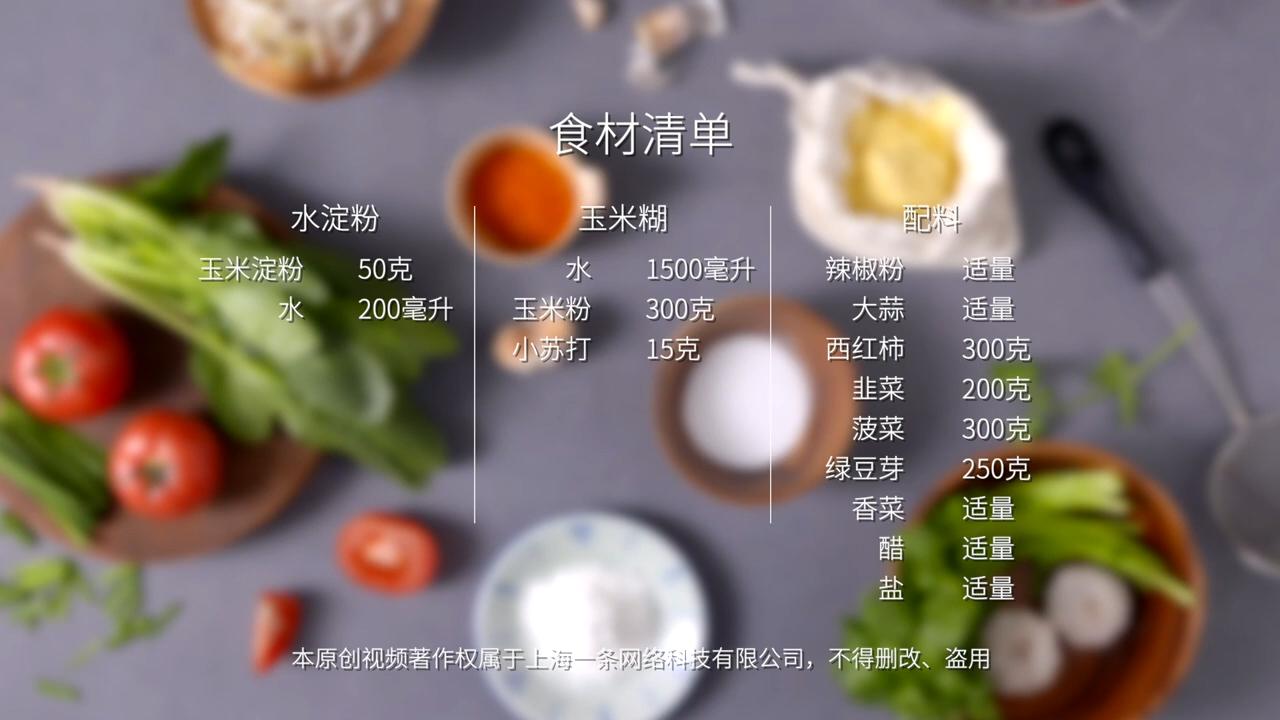 食材清单
水淀粉
玉米淀粉 50克
水 200毫升
玉米糊
水 1500毫升
玉米粉 300克
小苏打 15克
配料
辣椒粉 适量
大蒜 适量
西红柿 300克
韭菜 200克
菠菜 300克
绿豆芽 250克
香菜 适量
醋 适量
盐 适量
本原创视频著作权属于上海一条网络科技有限公司，不得删改、盗用